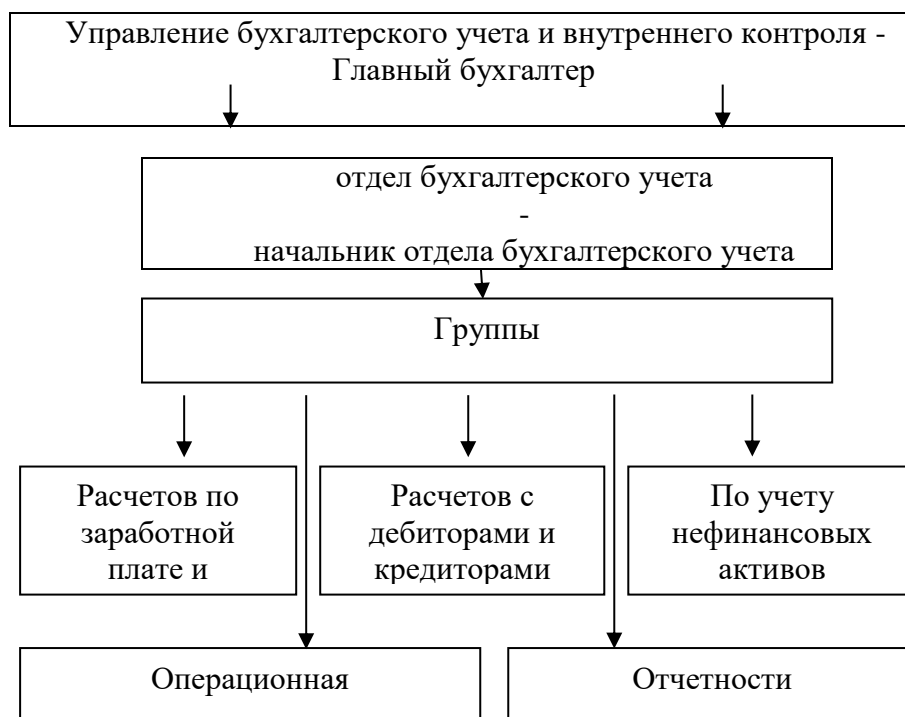 Управление бухгалтерского учета и внутреннего контроля -
Главный бухгалтер
отдел бухгалтерского учета
-
начальник отдела бухгалтерского учета
Группы
Расчетов по
заработной
плате и
Расчетов с
дебиторами и
кредиторами
По учету
нефинансовых
активов
Операционная
Отчетности